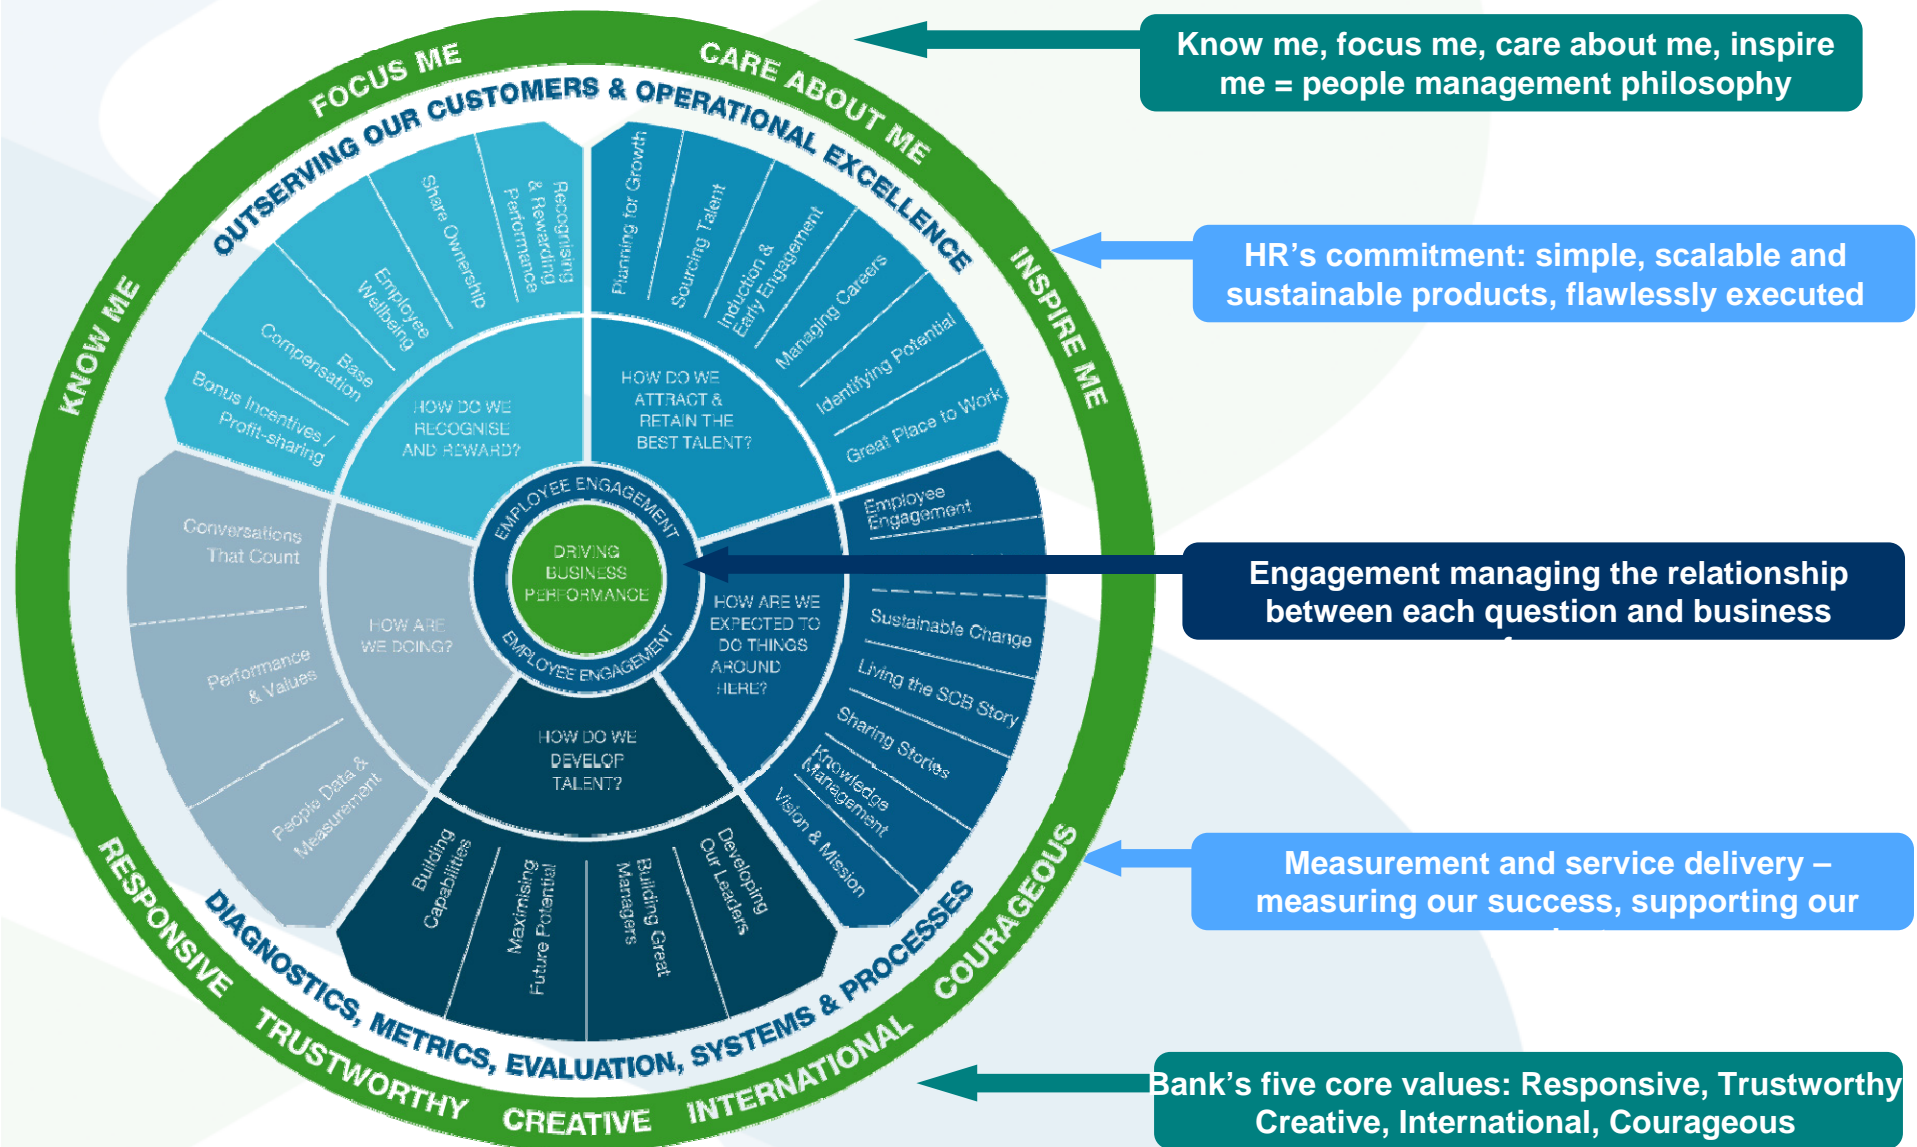 KNOW ME
FOCUS ME
CARE ABOUT ME
INSPIRE ME
OUTSERVING OUR CUSTOMERS & OPERATIONAL EXCELLENCE
Bonus Incentives /
Profit-sharing
Base
Compensation
Employee
Wellbeing
Share Ownership
Recognising
& Rewarding
Performance
HOW DO WE
RECOGNISE
AND REWARD?
Planning for Growth
Sourcing Talent
Induction &
Early Engagement
Managing Careers
Identifying Potential
Great Place to Work
HOW DO WE
ATTRACT &
RETAIN THE
BEST TALENT?
Employee
Engagement
Sustainable Change
Living the SCB Story
Sharing Stories
Knowledge
Management
Vision & Mission
HOW ARE WE
EXPECTED TO
DO THINGS
AROUND
HERE?
EMPLOYEE ENGAGEMENT
DRIVING
BUSINESS
PERFORMANCE
EMPLOYEE ENGAGEMENT
Conversations
That Count
Performance
& Values
People Data &
Measurement
HOW ARE
WE DOING?
HOW DO WE
DEVELOP
TALENT?
Building
Capabilities
Maximising
Future Potential
Building Great
Managers
Developing
Our Leaders
DIAGNOSTICS, METRICS, EVALUATION, SYSTEMS & PROCESSES
RESPONSIVE
TRUSTWORTHY
CREATIVE
INTERNATIONAL
COURAGEOUS
Know me, focus me, care about me, inspire
me = people management philosophy
HR’s commitment: simple, scalable and
sustainable products, flawlessly executed
Engagement managing the relationship
between each question and business
Measurement and service delivery –
measuring our success, supporting our
Bank’s five core values: Responsive, Trustworthy
Creative, International, Courageous